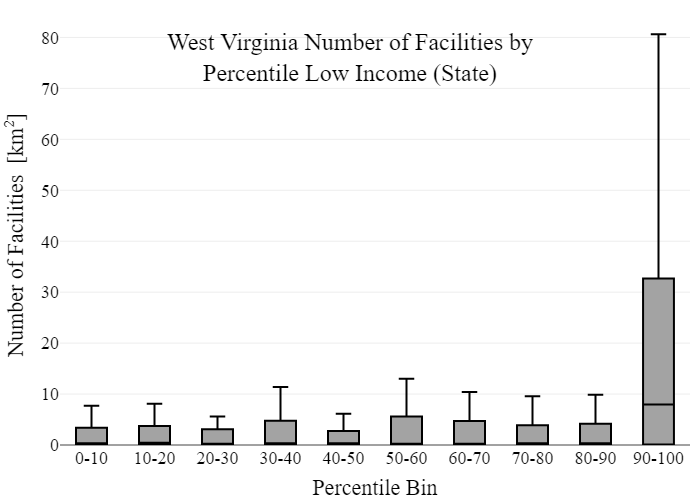 West Virginia Number of Facilities by
Percentile Low Income (State)
Number of Facilities [km²]
80
70
60
50
40
30
20
10
0
0-10 10-20 20-30 30-40 40-50 50-60 60-70 70-80 80-90 90-100
Percentile Bin